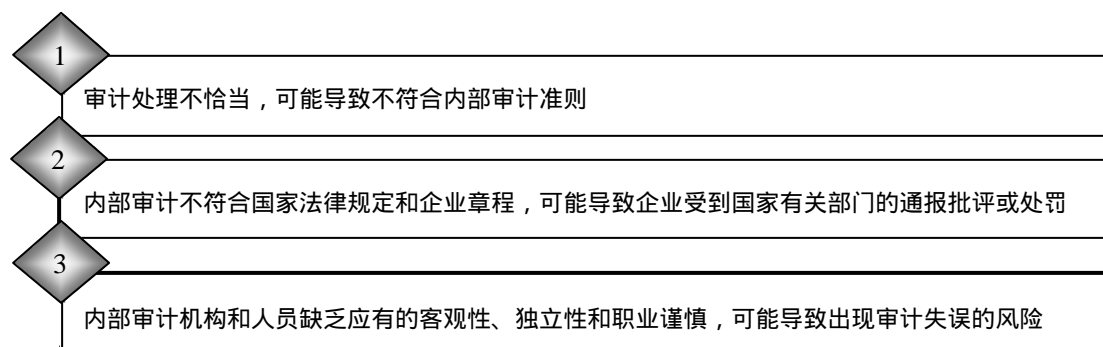 1
审计处理不恰当，可能导致不符合内部审计准则
2
内部审计不符合国家法律规定和企业章程，可能导致企业受到国家有关部门的通报批评或处罚
3
内部审计机构和人员缺乏应有的客观性、独立性和职业谨慎，可能导致出现审计失误的风险